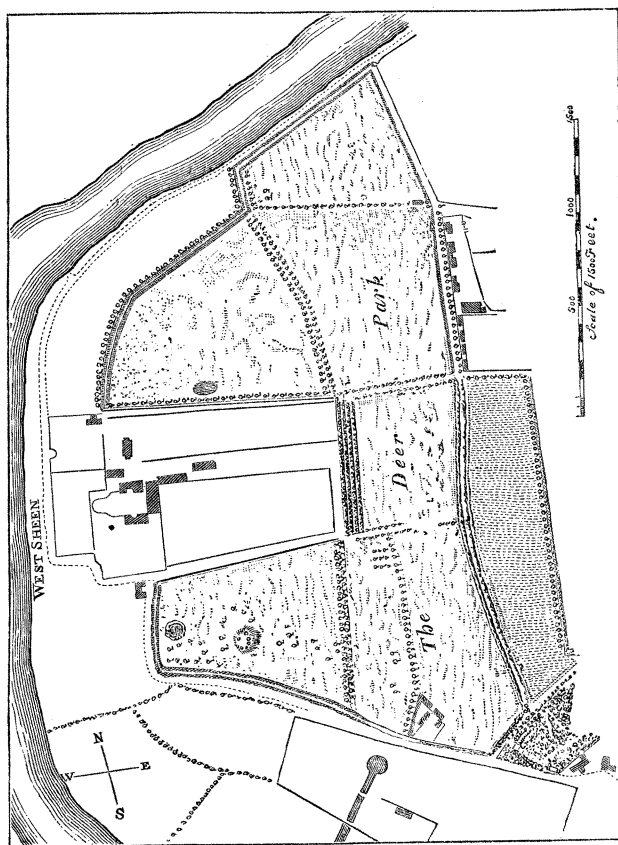 WEST SHEEN
The Deer Park
N
W E
S
500
1000
1500
Scale of 1500 Feet.